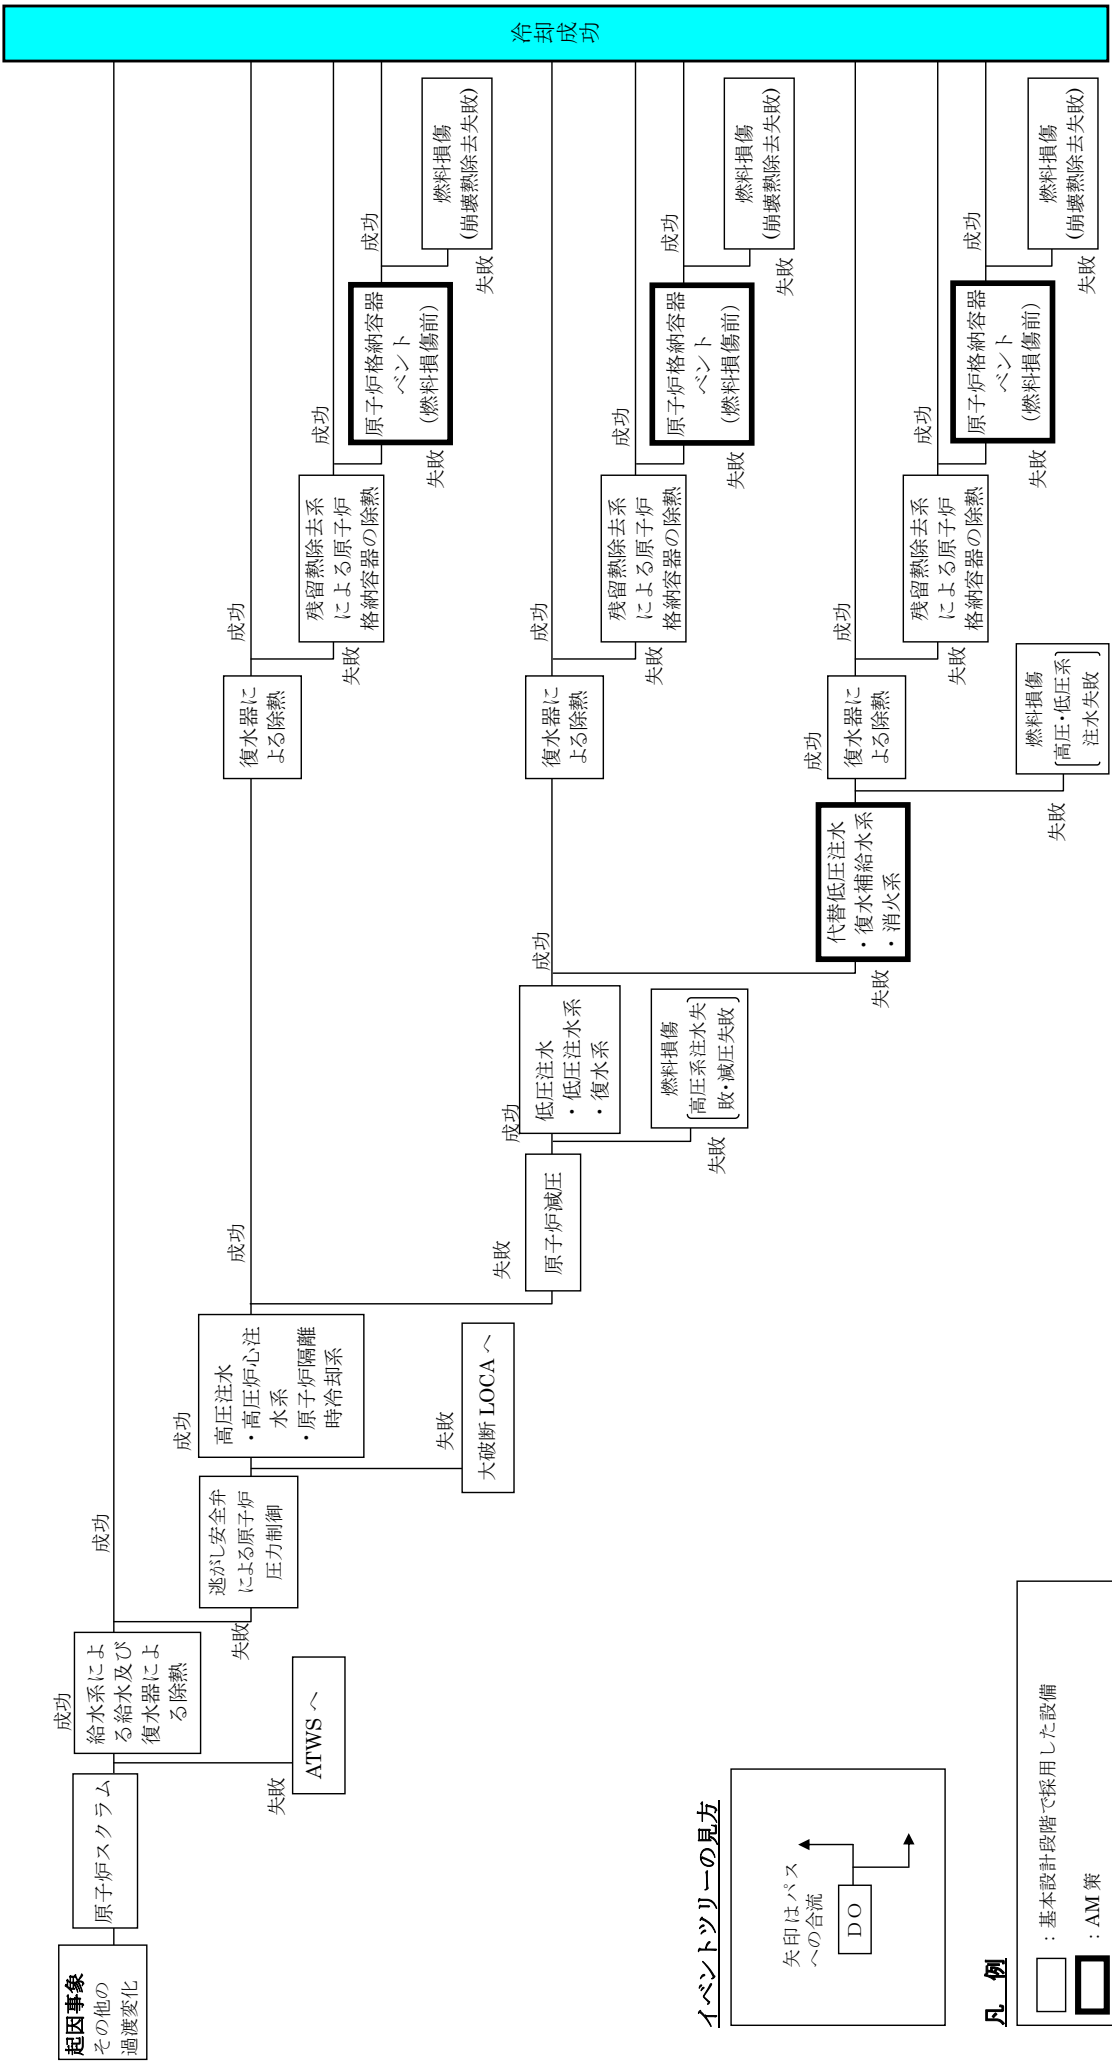 起因事象
その他の
過渡変化
原子炉スクラム
成功
失敗
ATWS へ
給水系によ
る給水及び
復水器によ
る除熱
成功
失敗
逃がし安全弁
による原子炉
圧力制御
成功
失敗
大破断 LOCA へ
高圧注水
・高圧炉心注
水系
・原子炉隔離
時冷却系
成功
失敗
復水器に
よる除熱
成功
失敗
残留熱除去系
による原子炉
格納容器の除熱
成功
失敗
原子炉格納容器
ベント
(燃料損傷前)
成功
失敗
燃料損傷
(崩壊熱除去失敗)
原子炉減圧
成功
失敗
燃料損傷
高圧系注水失
敗・減圧失敗
低圧注水
・低圧注水系
・復水系
成功
失敗
復水器に
よる除熱
成功
失敗
残留熱除去系
による原子炉
格納容器の除熱
成功
失敗
原子炉格納容器
ベント
(燃料損傷前)
成功
失敗
燃料損傷
(崩壊熱除去失敗)
代替低圧注水
・復水補給水系
・消火系
成功
失敗
燃料損傷
高圧・低圧系
注水失敗
復水器に
よる除熱
成功
失敗
残留熱除去系
による原子炉
格納容器の除熱
成功
失敗
原子炉格納容器
ベント
(燃料損傷前)
成功
失敗
燃料損傷
(崩壊熱除去失敗)
冷却成功
イベントツリーの見方
矢印はパス
への合流
DO
凡 例
：基本設計段階で採用した設備
：AM 策